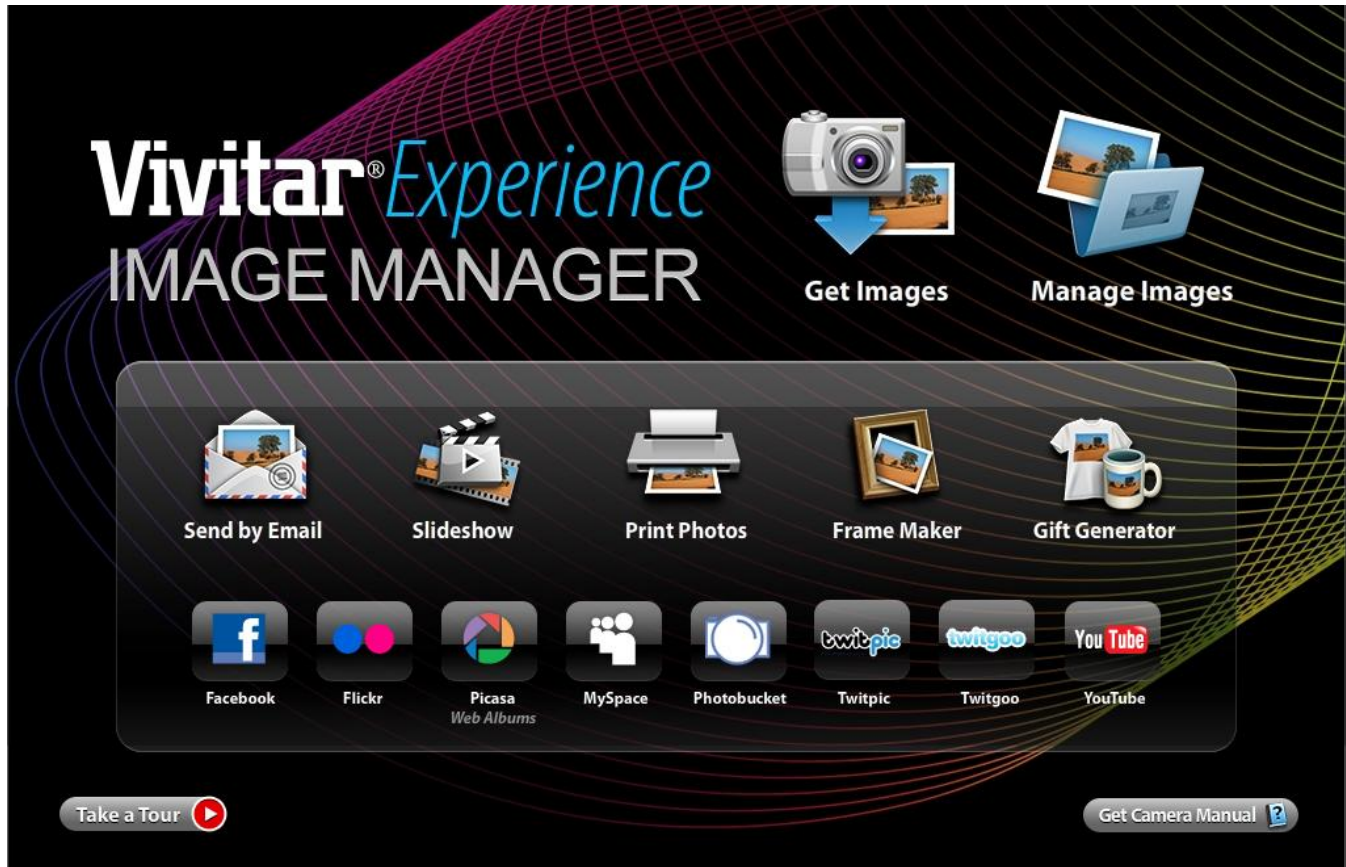 Vivitar® Experience
IMAGE MANAGER
Get Images
Manage Images
Send by Email
Slideshow
Print Photos
Frame Maker
Gift Generator
f
twitpic
twitgoo
You Tube
Facebook
Flickr
Picasa
Web Albums
MySpace
Photobucket
Twitpic
Twitgoo
YouTube
Take a Tour
Get Camera Manual ?